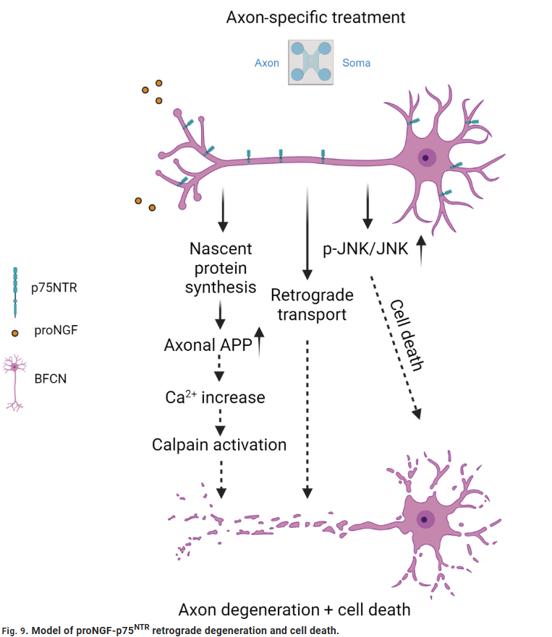 Axon-specific treatment
Axon
Soma
Nascent
protein
synthesis
p-JNK/JNK
Retrograde
transport
Axonal APP
Cell death
Ca²⁺ increase
Calpain activation
p75NTR
proNGF
BFCN
Axon degeneration + cell death
Fig. 9. Model of proNGF-p75ᴺᵀᴿ retrograde degeneration and cell death.